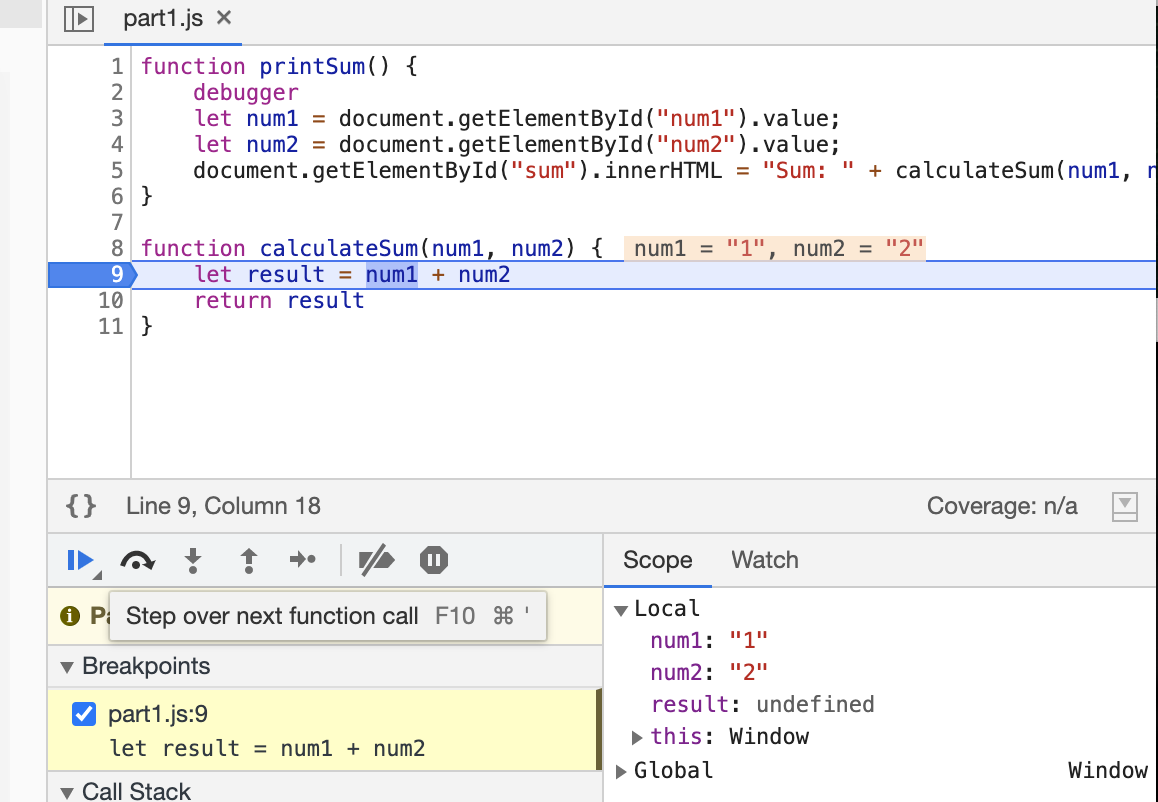 part1.js ×
1 function printSum() {
2 debugger
3 let num1 = document.getElementById("num1").value;
4 let num2 = document.getElementById("num2").value;
5 document.getElementById("sum").innerHTML = "Sum: " + calculateSum(num1,
6 }
7
8 function calculateSum(num1, num2) { num1 = "1", num2 = "2"
9 let result = num1 + num2
10 return result
11 }
{} Line 9, Column 18 Coverage: n/a
Scope Watch
Step over next function call F10 ⌘ '
Breakpoints
part1.js:9
let result = num1 + num2
Call Stack
Local
num1: "1"
num2: "2"
result: undefined
this: Window
Global Window